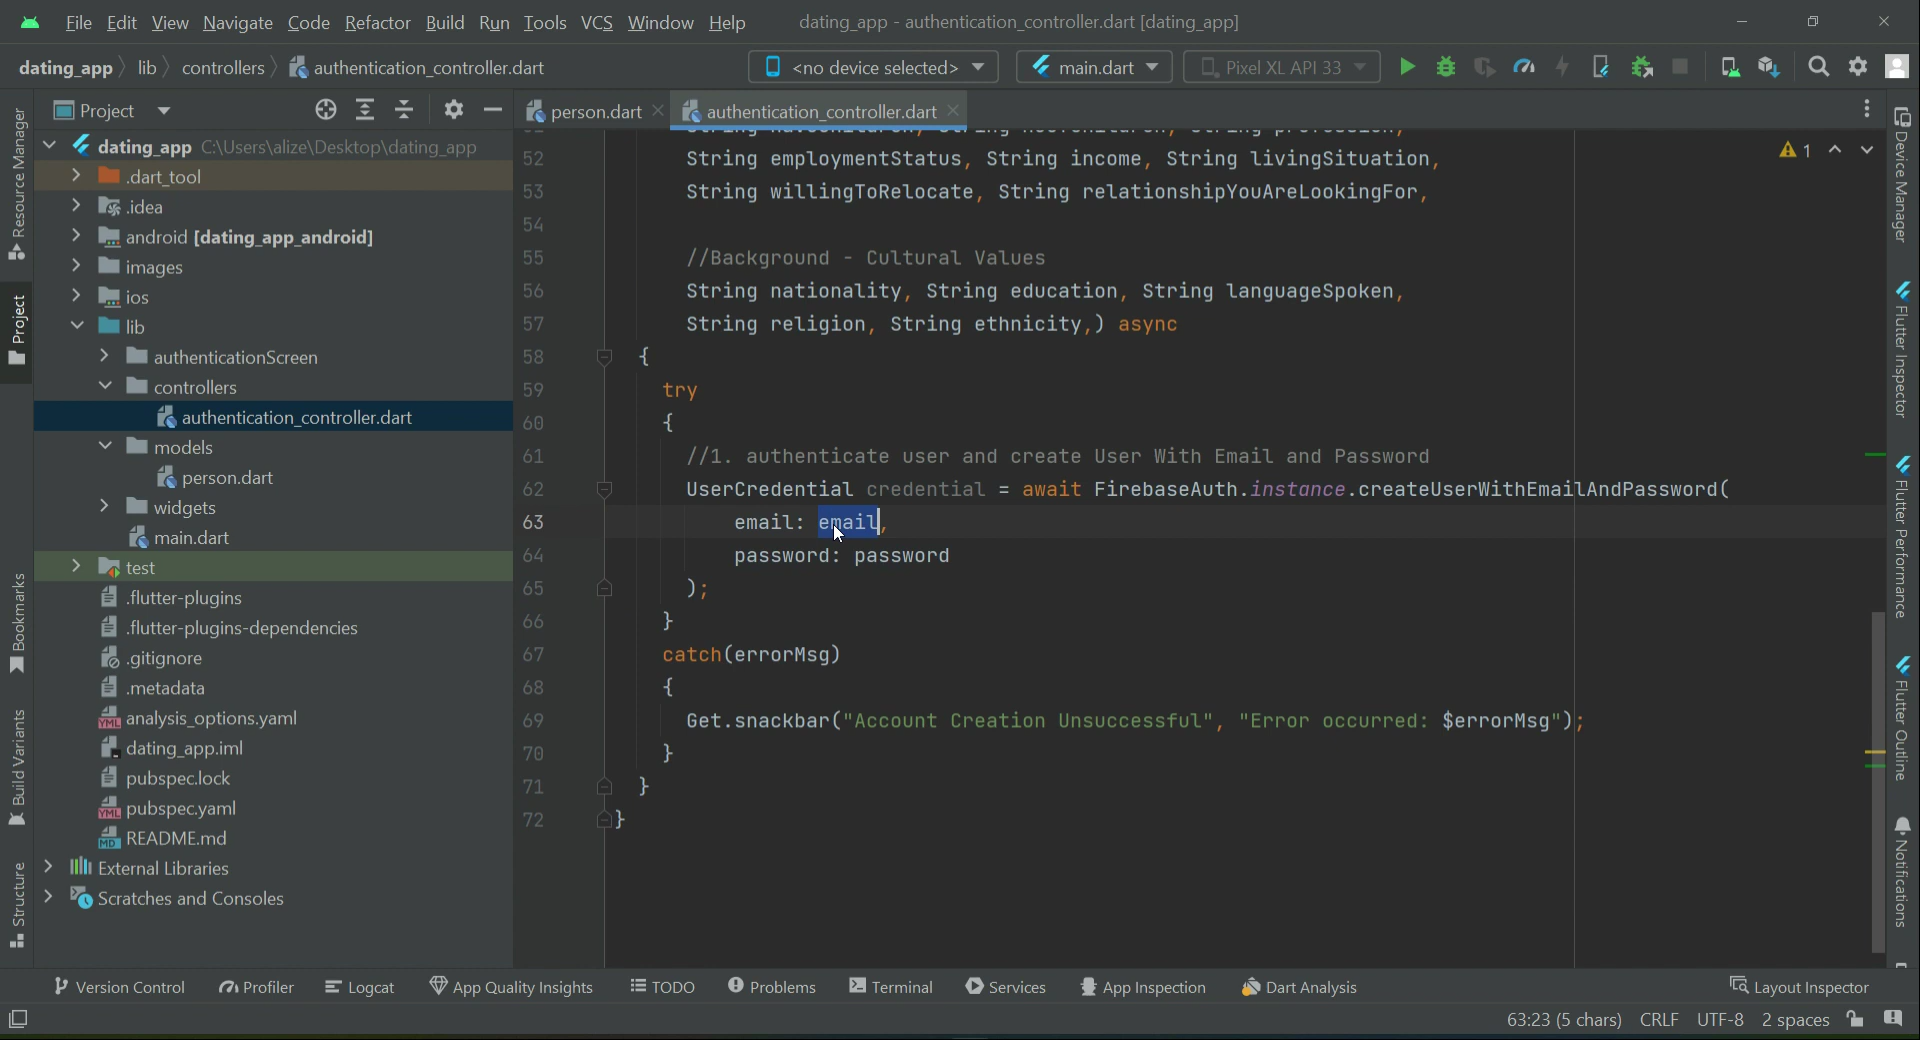 File Edit View Navigate Code Refactor Build Run Tools VCS Window Help dating_app - authentication_controller.dart [dating_app]
dating_app lib controllers authentication_controller.dart <no device selected> main.dart Pixel XL API 33
Resource Manager
Project
Bookmarks
Build Variants
Structure
Project
dating_app C:\Users\alize\Desktop\dating_app
.dart_tool
.idea
android [dating_app_android]
images
ios
lib
authenticationScreen
controllers
authentication_controller.dart
models
person.dart
widgets
main.dart
test
.flutter-plugins
.flutter-plugins-dependencies
.gitignore
.metadata
analysis_options.yaml
dating_app.iml
pubspec.lock
pubspec.yaml
README.md
External Libraries
Scratches and Consoles
person.dart authentication_controller.dart
1
52 String employmentStatus, String income, String livingSituation,
53 String willingToRelocate, String relationshipYouAreLookingFor,
54
55 //Background - Cultural Values
56 String nationality, String education, String languageSpoken,
57 String religion, String ethnicity,) async
58 {
59 try
60 {
61 //1. authenticate user and create User With Email and Password
62 UserCredential credential = await FirebaseAuth.instance.createUserWithEmailAndPassword(
63 email: email,
64 password: password
65 );
66 }
67 catch(errorMsg)
68 {
69 Get.snackbar("Account Creation Unsuccessful", "Error occurred: $errorMsg");
70 }
71 }
72 }
Device Manager
Flutter Inspector
Flutter Performance
Flutter Outline
Notifications
Version Control Profiler Logcat App Quality Insights TODO Problems Terminal Services App Inspection Dart Analysis Layout Inspector
63:23 (5 chars) CRLF UTF-8 2 spaces